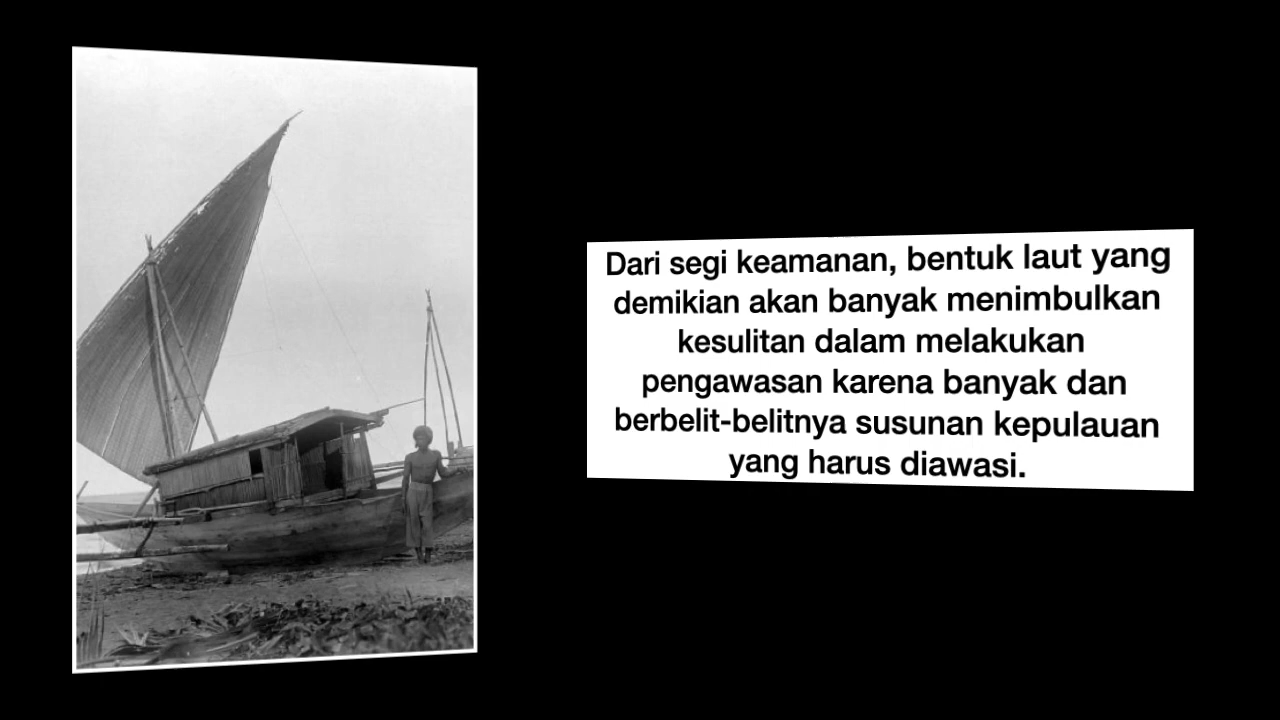 Dari segi keamanan, bentuk laut yang
demikian akan banyak menimbulkan
kesulitan dalam melakukan
pengawasan karena banyak dan
berbelit-belitnya susunan kepulauan
yang harus diawasi.